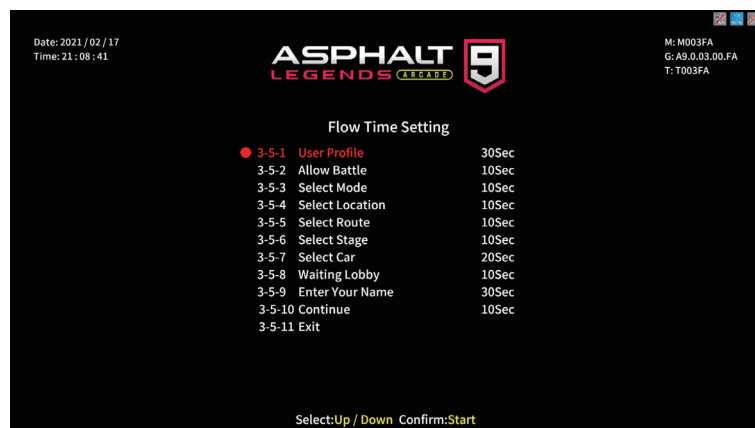 Date: 2021 / 02 / 17
Time: 21 : 08 : 41
ASPHALT 9
LEGENDS ARCADE
M: M003FA
G: A9.0.03.00.FA
T: T003FA
Flow Time Setting
3-5-1 User Profile 30Sec
3-5-2 Allow Battle 10Sec
3-5-3 Select Mode 10Sec
3-5-4 Select Location 10Sec
3-5-5 Select Route 10Sec
3-5-6 Select Stage 10Sec
3-5-7 Select Car 20Sec
3-5-8 Waiting Lobby 10Sec
3-5-9 Enter Your Name 30Sec
3-5-10 Continue 10Sec
3-5-11 Exit
Select:Up / Down Confirm:Start